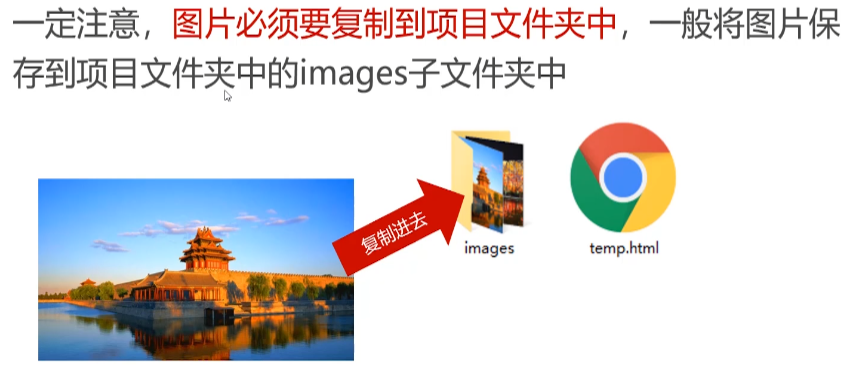 一定注意，图片必须要复制到项目文件夹中，一般将图片保
存到项目文件夹中的images子文件夹中
复制进去
images
temp.html